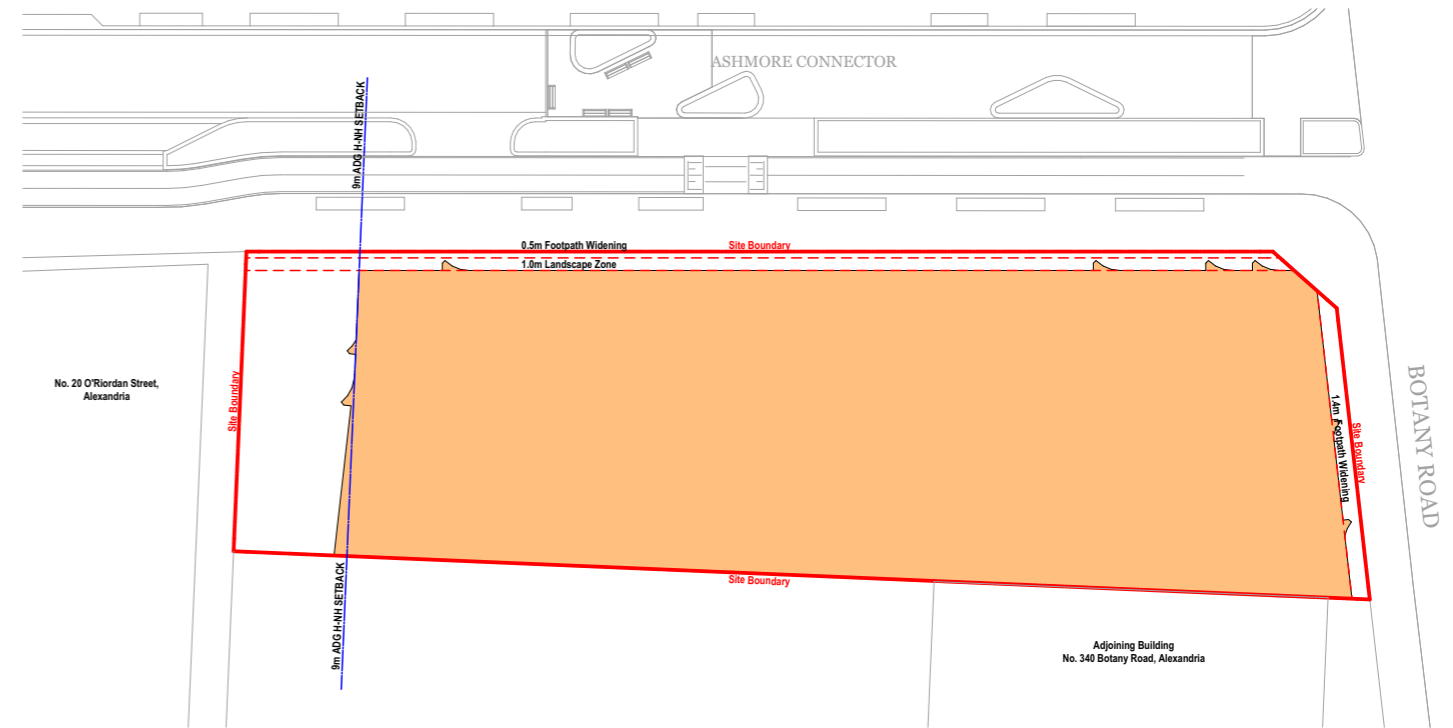 ASHMORE CONNECTOR
9m ADG H-NH SETBACK
0.5m Footpath Widening
Site Boundary
1.0m Landscape Zone
No. 20 O'Riordan Street,
Alexandria
Site Boundary
1.4m Footpath Widening
Site Boundary
BOTANY ROAD
9m ADG H-NH SETBACK
Site Boundary
Adjoining Building
No. 340 Botany Road, Alexandria